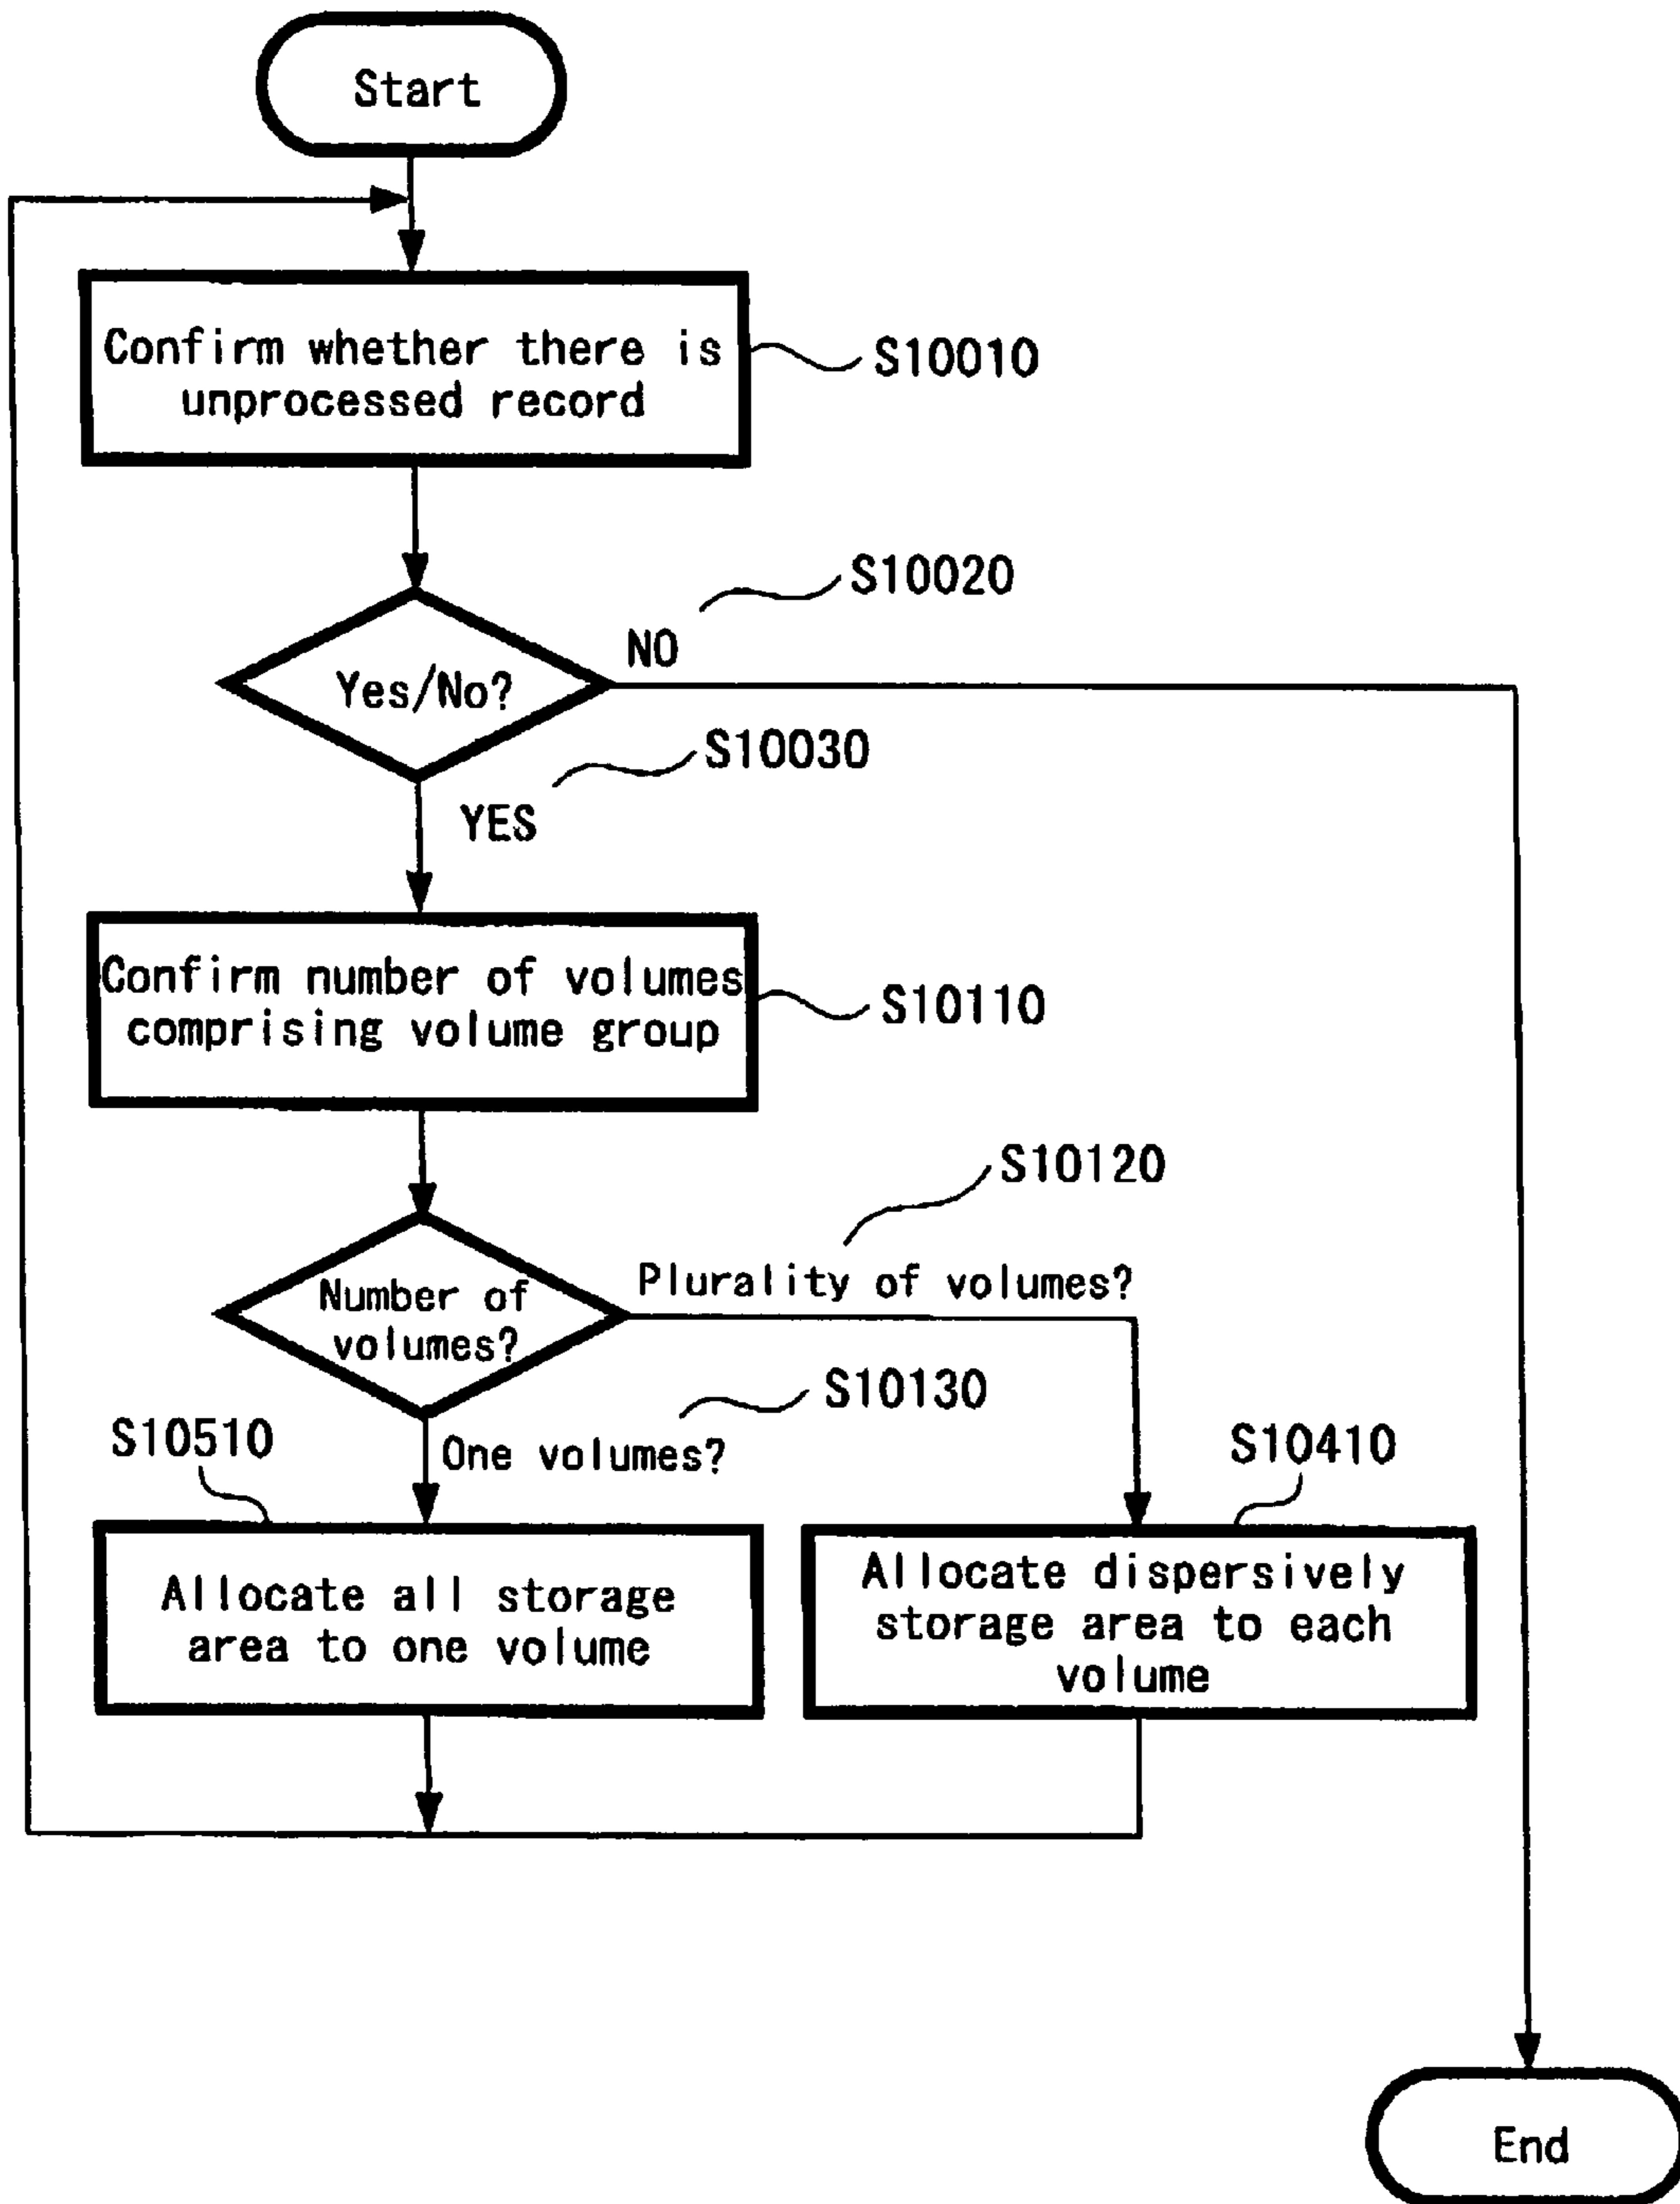 Start
Confirm whether there is
unprocessed record
S10010
S10020
NO
Yes/No?
S10030
YES
Confirm number of volumes
comprising volume group
S10110
S10120
Plurality of volumes?
Number of
volumes?
S10130
One volumes?
S10510
S10410
Allocate all storage
area to one volume
Allocate dispersively
storage area to each
volume
End